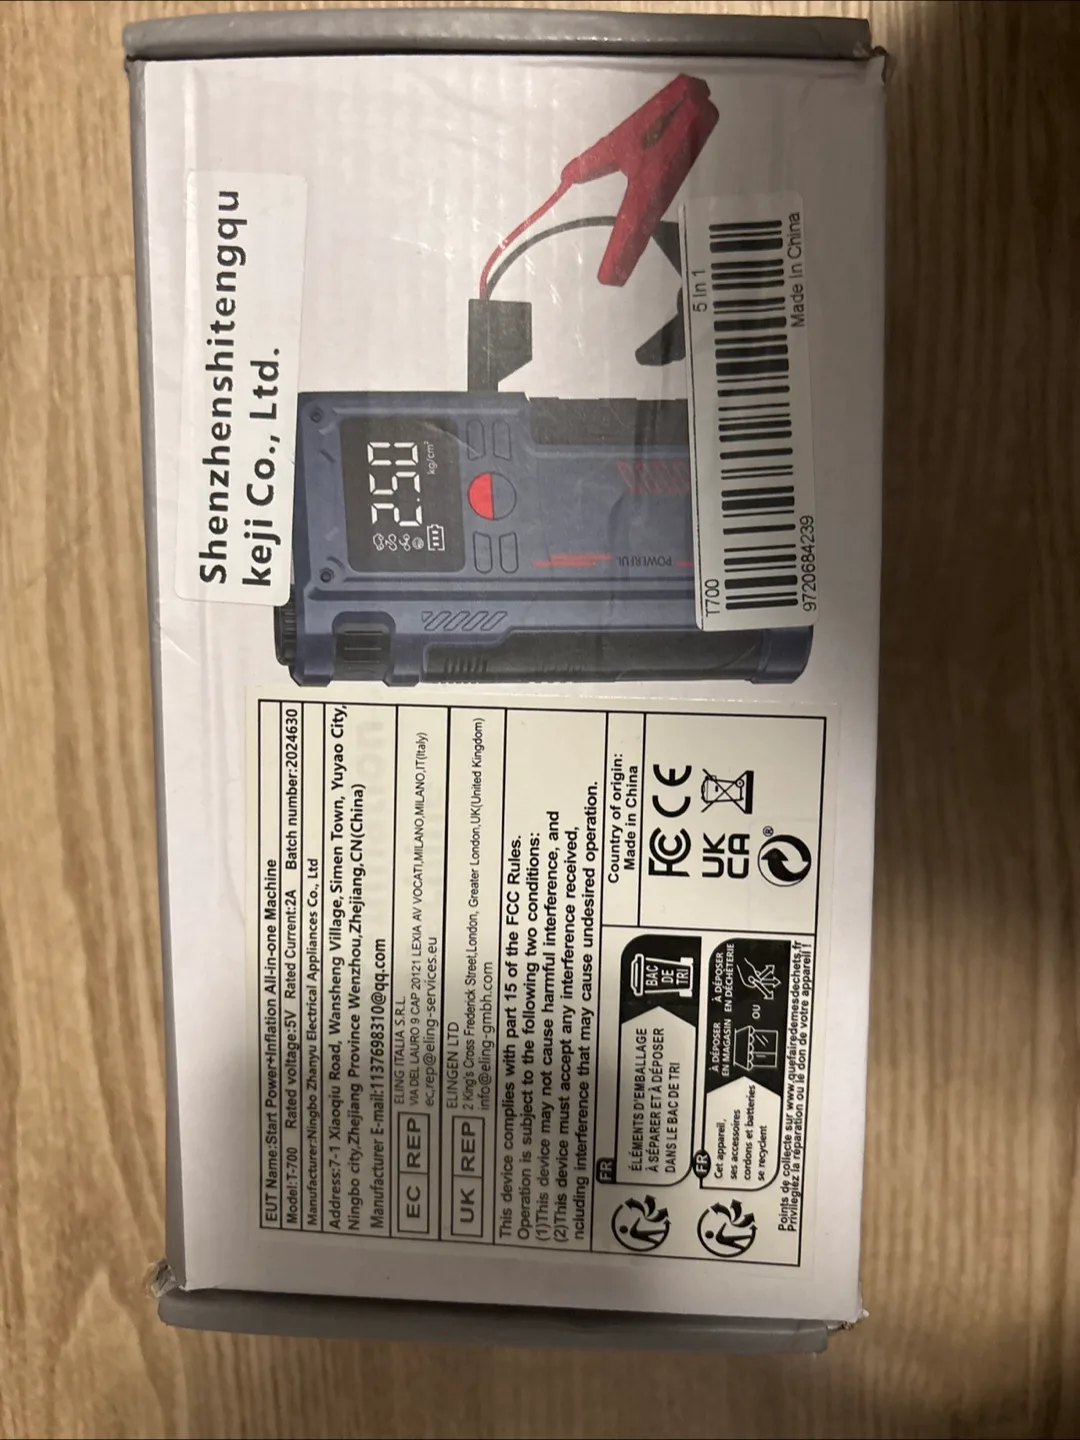 Shenzhenshitengqu
keji Co., Ltd.
2.50
kg/cm²
POWERFUL
T700
5 In 1
9720684239
Made In China
EUT Name:Start Power+Inflation All-in-one Machine
Model:T-700 Rated voltage:5V Rated Current:2A Batch number:2024630
Manufacturer:Ningbo Zhanyu Electrical Appliances Co., Ltd
Address:7-1 Xiaoqiu Road, Wansheng Village,Simen Town, Yuyao City,
Ningbo city,Zhejiang Province Wenzhou,Zhejiang,CN(China)
Manufacturer E-mail:1137698310@qq.com
EC REP
ELING ITALIA S.R.L.
VIA DEL LAURO 9 CAP 20121 LEXIA AV VOCATI,MILANO,MILANO,IT(Italy)
ec.rep@eling-services.eu
UK REP
ELINGEN LTD
2 King's Cross Frederick Street,London, Greater London,UK(United Kingdom)
info@eling-gmbh.com
This device complies with part 15 of the FCC Rules.
Operation is subject to the following two conditions:
(1)This device may not cause harmful interference, and
(2)This device must accept any interference received,
ncluding interference that may cause undesired operation.
FR
ÉLÉMENTS D'EMBALLAGE
À SÉPARER ET À DÉPOSER
DANS LE BAC DE TRI
BAC
DE
TRI
FR
Cet appareil,
ses accessoires
cordons et batteries
se recyclent
À DÉPOSER
EN MAGASIN
OU
À DÉPOSER
EN DÉCHÈTERIE
Points de collecte sur www.quefairedemesdechets.fr
Privilégiez la réparation ou le don de votre appareil !
Country of origin:
Made in China
FC CE
UK
CA
®